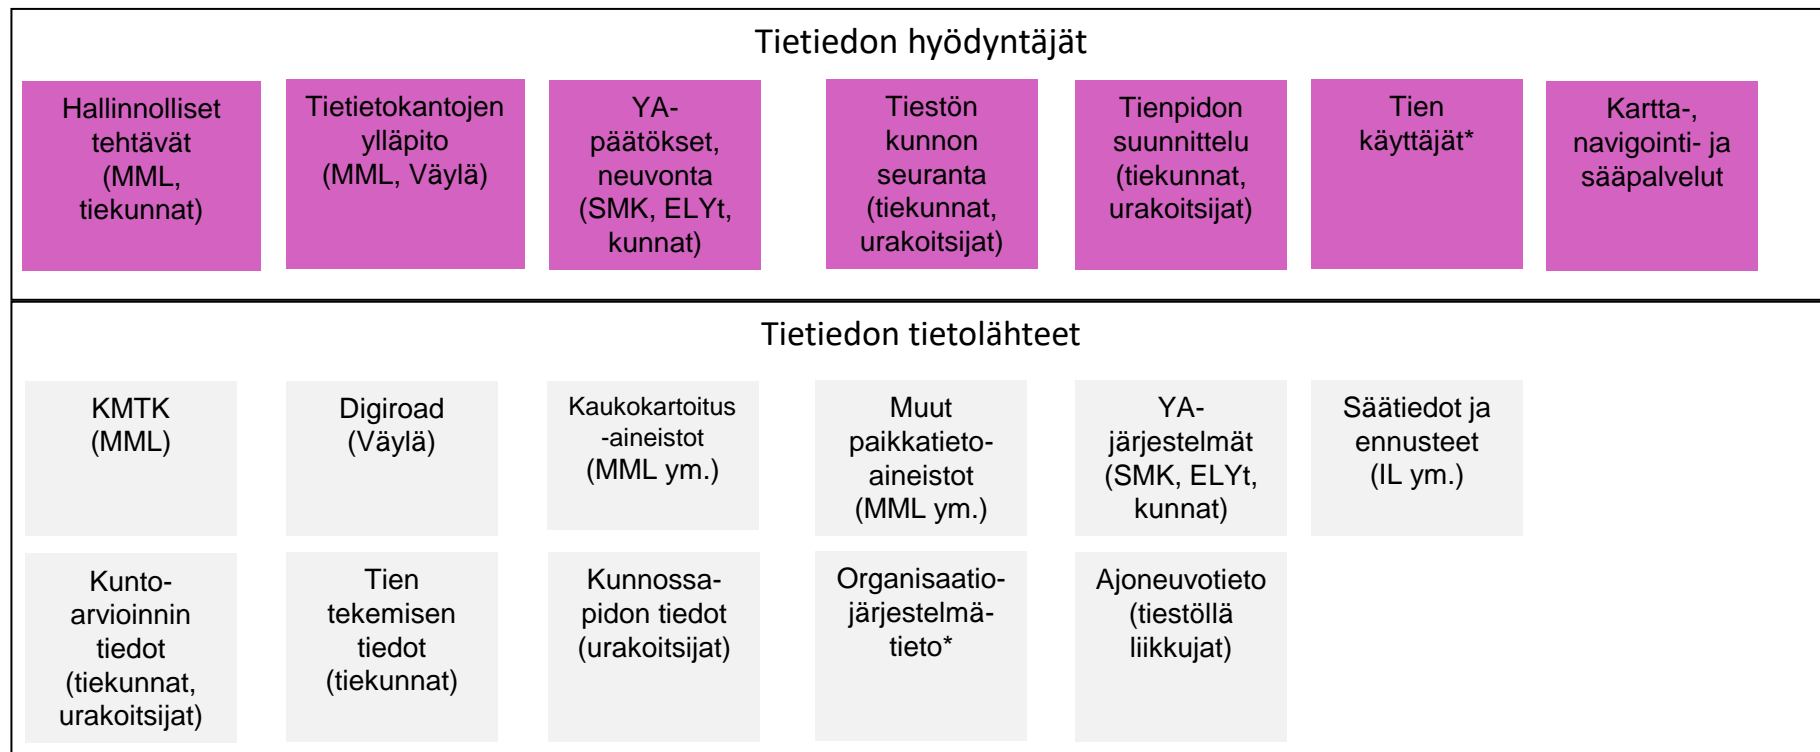 Tietiedon hyödyntäjät
Hallinnolliset
tehtävät
(MML,
tiekunnat)
Tietietokantojen
ylläpito
(MML, Väylä)
YA-
päätökset,
neuvonta
(SMK, ELYt,
kunnat)
Tiestön
kunnon
seuranta
(tiekunnat,
urakoitsijat)
Tienpidon
suunnittelu
(tiekunnat,
urakoitsijat)
Tien
käyttäjät*
Kartta-,
navigointi- ja
sääpalvelut
Tietiedon tietolähteet
KMTK
(MML)
Digiroad
(Väylä)
Kaukokartoitus
-aineistot
(MML ym.)
Muut
paikkatieto-
aineistot
(MML ym.)
YA-
järjestelmät
(SMK, ELYt,
kunnat)
Säätiedot ja
ennusteet
(IL ym.)
Kunto-
arvioinnin
tiedot
(tiekunnat,
urakoitsijat)
Tien
tekemisen
tiedot
(tiekunnat)
Kunnossa-
pidon tiedot
(urakoitsijat)
Organisaatio-
järjestelmä-
tieto*
Ajoneuvotieto
(tiestöllä
liikkujat)